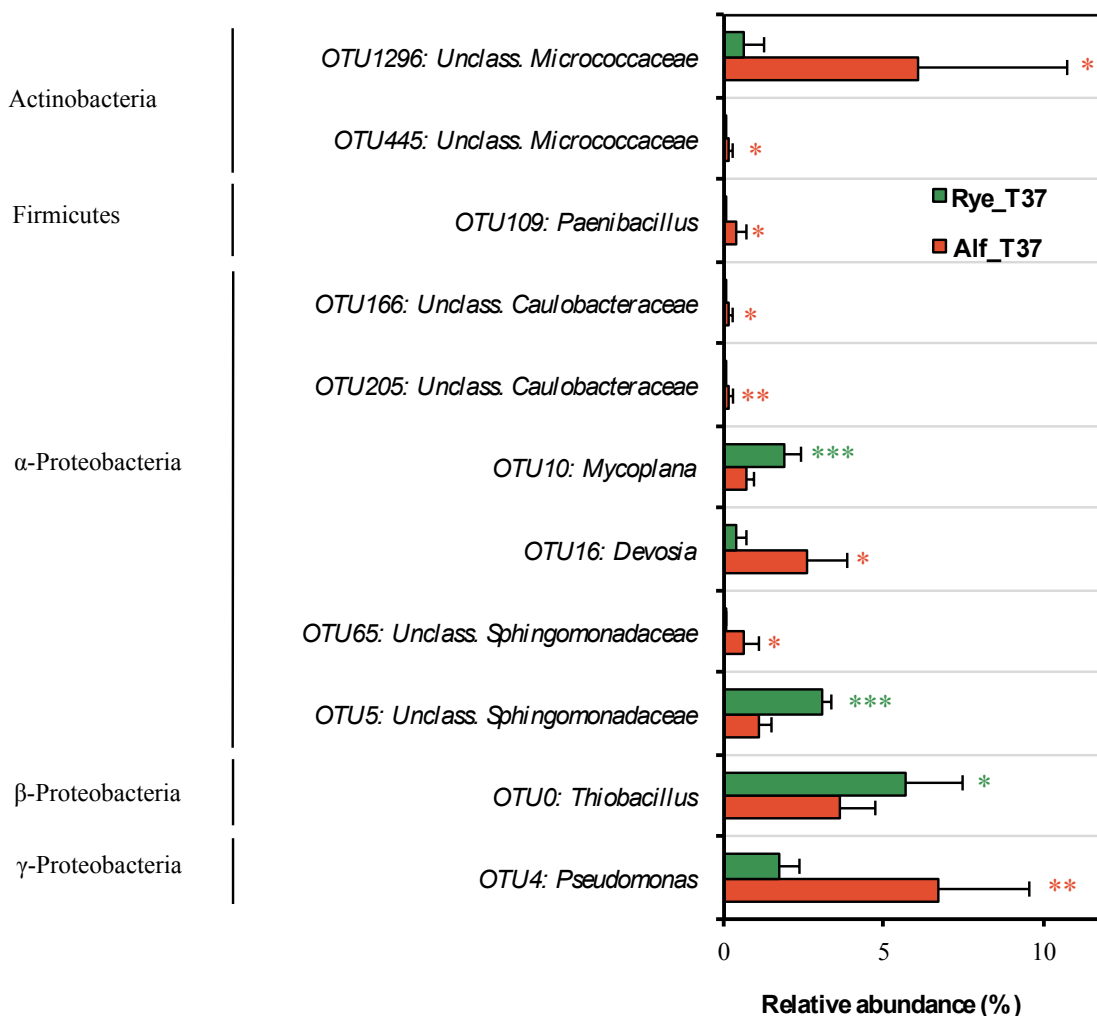 Actinobacteria
OTU1296: Unclass. Micrococcaceae
*
OTU445: Unclass. Micrococcaceae
*
Firmicutes
OTU109: Paenibacillus
*
Rye_T37
Alf_T37
α-Proteobacteria
OTU166: Unclass. Caulobacteraceae
*
OTU205: Unclass. Caulobacteraceae
**
OTU10: Mycoplana
***
OTU16: Devosia
*
OTU65: Unclass. Sphingomonadaceae
*
OTU5: Unclass. Sphingomonadaceae
***
β-Proteobacteria
OTU0: Thiobacillus
*
γ-Proteobacteria
OTU4: Pseudomonas
**
0 5 10
Relative abundance (%)